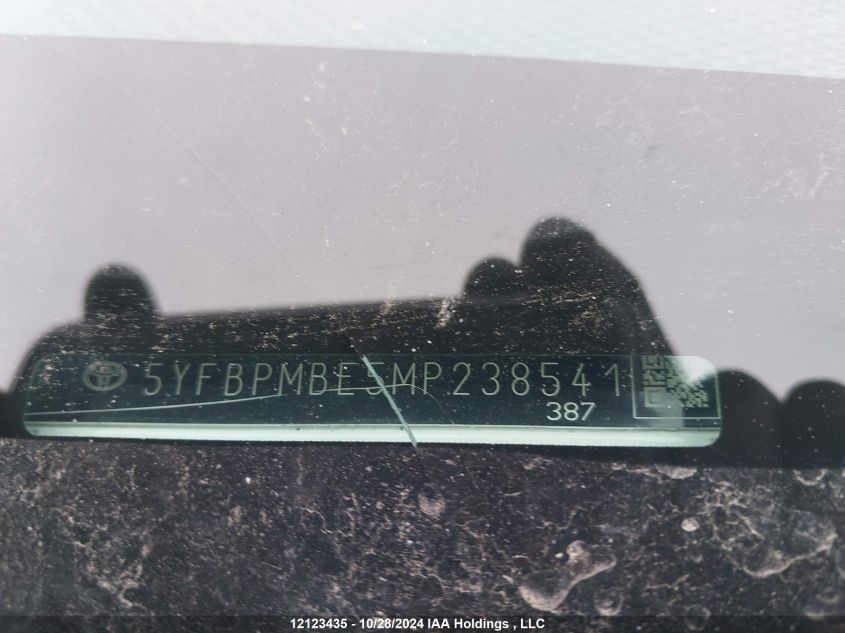 5YFBPMBE5MP238541
387
12123435 - 10/28/2024 IAA Holdings , LLC